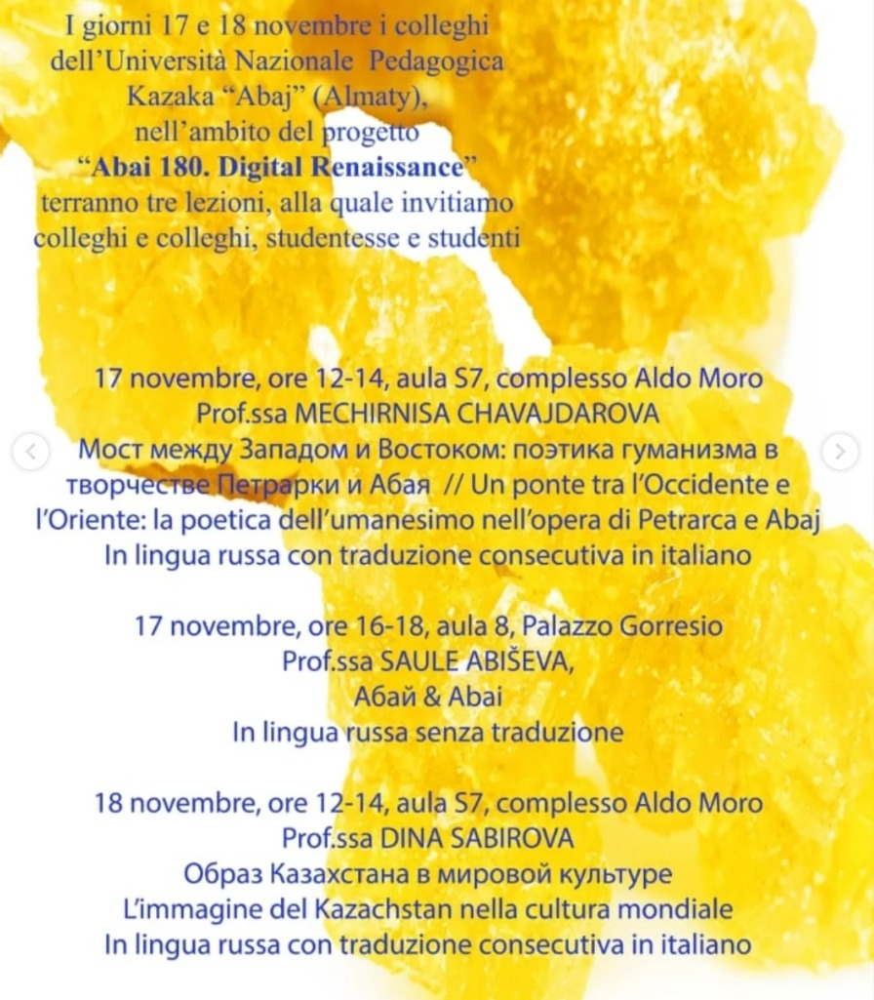 I giorni 17 e 18 novembre i colleghi
dell'Università Nazionale Pedagogica
Kazaka "Abaj" (Almaty),
nell'ambito del progetto
"Abai 180. Digital Renaissance"
terranno tre lezioni, alla quale invitiamo
colleghi e colleghi, studentesse e studenti
17 novembre, ore 12-14, aula S7, complesso Aldo Moro
Prof.ssa MECHIRNISA CHAVAJDAROVA
Мост между Западом и Востоком: поэтика гуманизма в
творчестве Петрарки и Абая // Un ponte tra l'Occidente e
l'Oriente: la poetica dell'umanesimo nell'opera di Petrarca e Abaj
In lingua russa con traduzione consecutiva in italiano
17 novembre, ore 16-18, aula 8, Palazzo Gorresio
Prof.ssa SAULE ABIŠEVA,
Абай & Abai
In lingua russa senza traduzione
18 novembre, ore 12-14, aula S7, complesso Aldo Moro
Prof.ssa DINA SABIROVA
Образ Казахстана в мировой культуре
L'immagine del Kazachstan nella cultura mondiale
In lingua russa con traduzione consecutiva in italiano